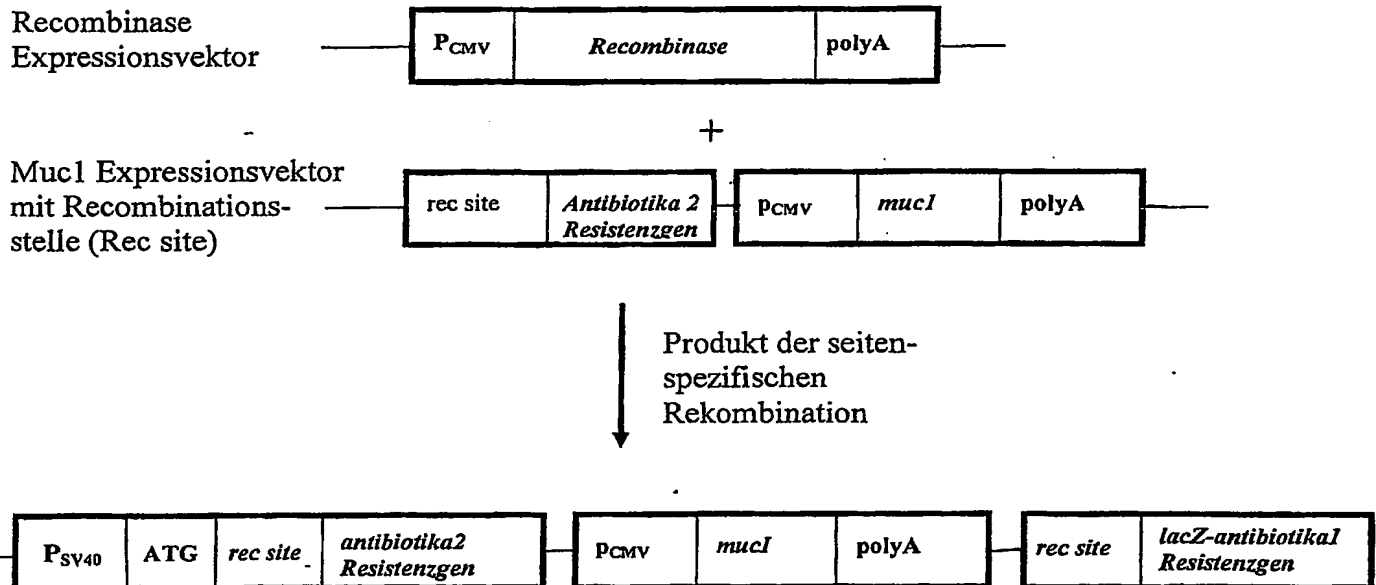 Recombinase
Expressionsvektor
PCMV Recombinase polyA
+
Muc1 Expressionsvektor
mit Recombinations-
stelle (Rec site)
rec site Antibiotika 2
Resistenzgen
pCMV muc1 polyA
Produkt der seiten-
spezifischen
Rekombination
PSV40 ATG rec site antibiotika2
Resistenzgen
pCMV mucI polyA
rec site lacZ-antibiotika1
Resistenzgen